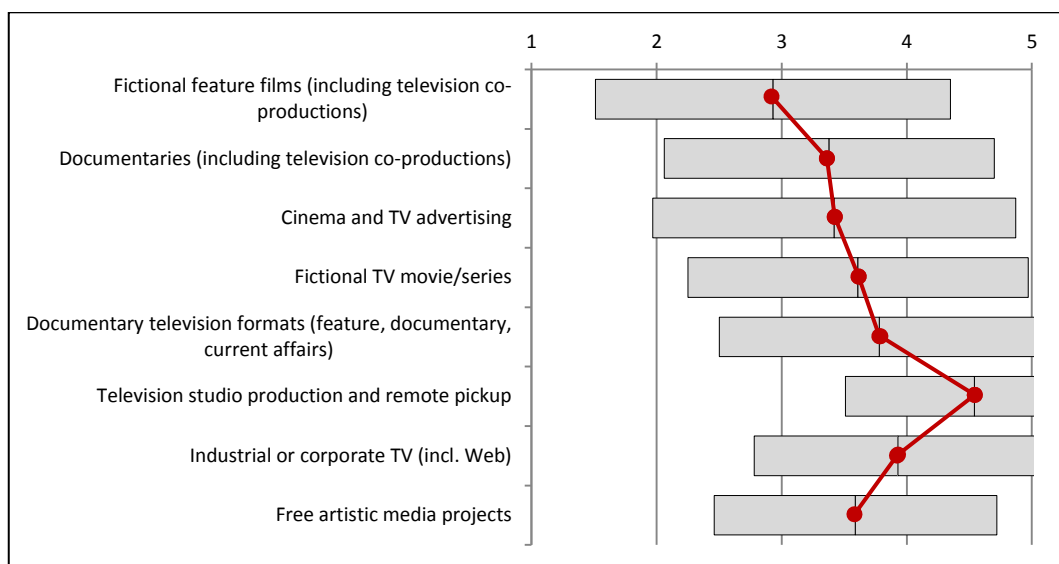 1 2 3 4 5
Fictional feature films (including television co-
productions)
Documentaries (including television co-productions)
Cinema and TV advertising
Fictional TV movie/series
Documentary television formats (feature, documentary,
current affairs)
Television studio production and remote pickup
Industrial or corporate TV (incl. Web)
Free artistic media projects